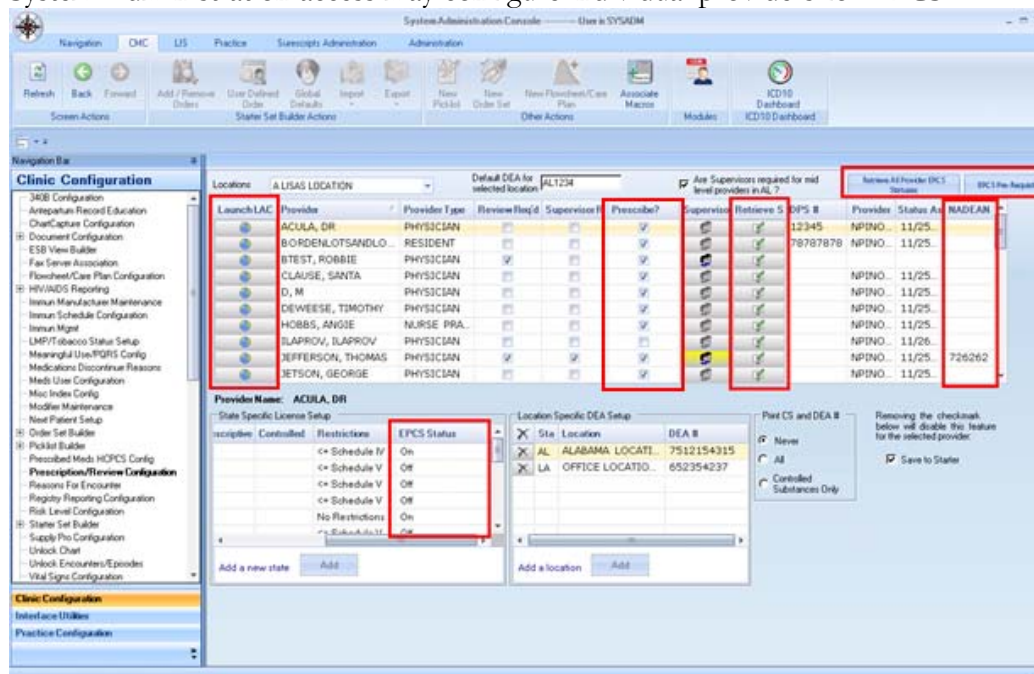 System Administration Console -------- User is SYSADM
Navigation CHC LIS Practice Surescripts Administration Administration
Refresh Back Forward Add / Remove Orders User Defined Order Global Defaults Import Export New Picklist New Order Set New Flowsheet/Care Plan Associate Macros ICD10 Dashboard
Screen Actions Starter Set Builder Actions Other Actions Modules ICD10 Dashboard
Navigation Bar
Clinic Configuration
340B Configuration
Antepartum Record Education
ChartCapture Configuration
Document Configuration
ESB View Builder
Fax Server Association
Flowsheet/Care Plan Configuration
HIV/AIDS Reporting
Immun Manufacturer Maintenance
Immun Schedule Configuration
Immun Mgmt
LMP/Tobacco Status Setup
Meaningful Use/PQRS Config
Medications Discontinue Reasons
Meds User Configuration
Misc Index Config
Modifier Maintenance
Next Patient Setup
Order Set Builder
Picklist Builder
Prescribed Meds HCPCS Config
Prescription/Review Configuration
Reasons For Encounter
Registry Reporting Configuration
Risk Level Configuration
Starter Set Builder
Supply Pro Configuration
Unlock Chart
Unlock Encounters/Episodes
Vital Signs Configuration
Clinic Configuration
Interface Utilities
Practice Configuration
Locations A LISAS LOCATION Default DEA for selected location AL1234 Are Supervisors required for mid level providers in AL ? Retrieve All Provider EPCS Statuses
Launch LAC Provider Provider Type Review Req'd Supervisor R Prescribe? Superviso Retrieve S DPS # Provider Status As NADEAN
ACULA, DR PHYSICIAN 12345 NPINO... 11/25...
BORDENLOTSANDLO... RESIDENT 78787878 NPINO... 11/25...
BTEST, ROBBIE PHYSICIAN
CLAUSE, SANTA PHYSICIAN NPINO... 11/25...
D, M PHYSICIAN NPINO... 11/25...
DEWEESE, TIMOTHY PHYSICIAN NPINO... 11/25...
HOBBS, ANGIE NURSE PRA... NPINO... 11/25...
ILAPROV, ILAPROV PHYSICIAN NPINO... 11/26...
JEFFERSON, THOMAS PHYSICIAN NPINO... 11/25... 726262
JETSON, GEORGE PHYSICIAN NPINO... 11/25...
Provider Name: ACULA, DR
State Specific License Setup
scriptive Controlled Restrictions EPCS Status
<= Schedule IV On
<= Schedule V Off
<= Schedule V Off
No Restrictions On
<= Schedule V Off
Add a new state Add
Location Specific DEA Setup
Sta Location DEA #
AL ALABAMA LOCATI... 7512154315
LA OFFICE LOCATIO... 652354237
Add a location Add
Print CS and DEA #
Never
All
Controlled Substances Only
Removing the checkmark below will disable this feature for the selected provider.
Save to Starter